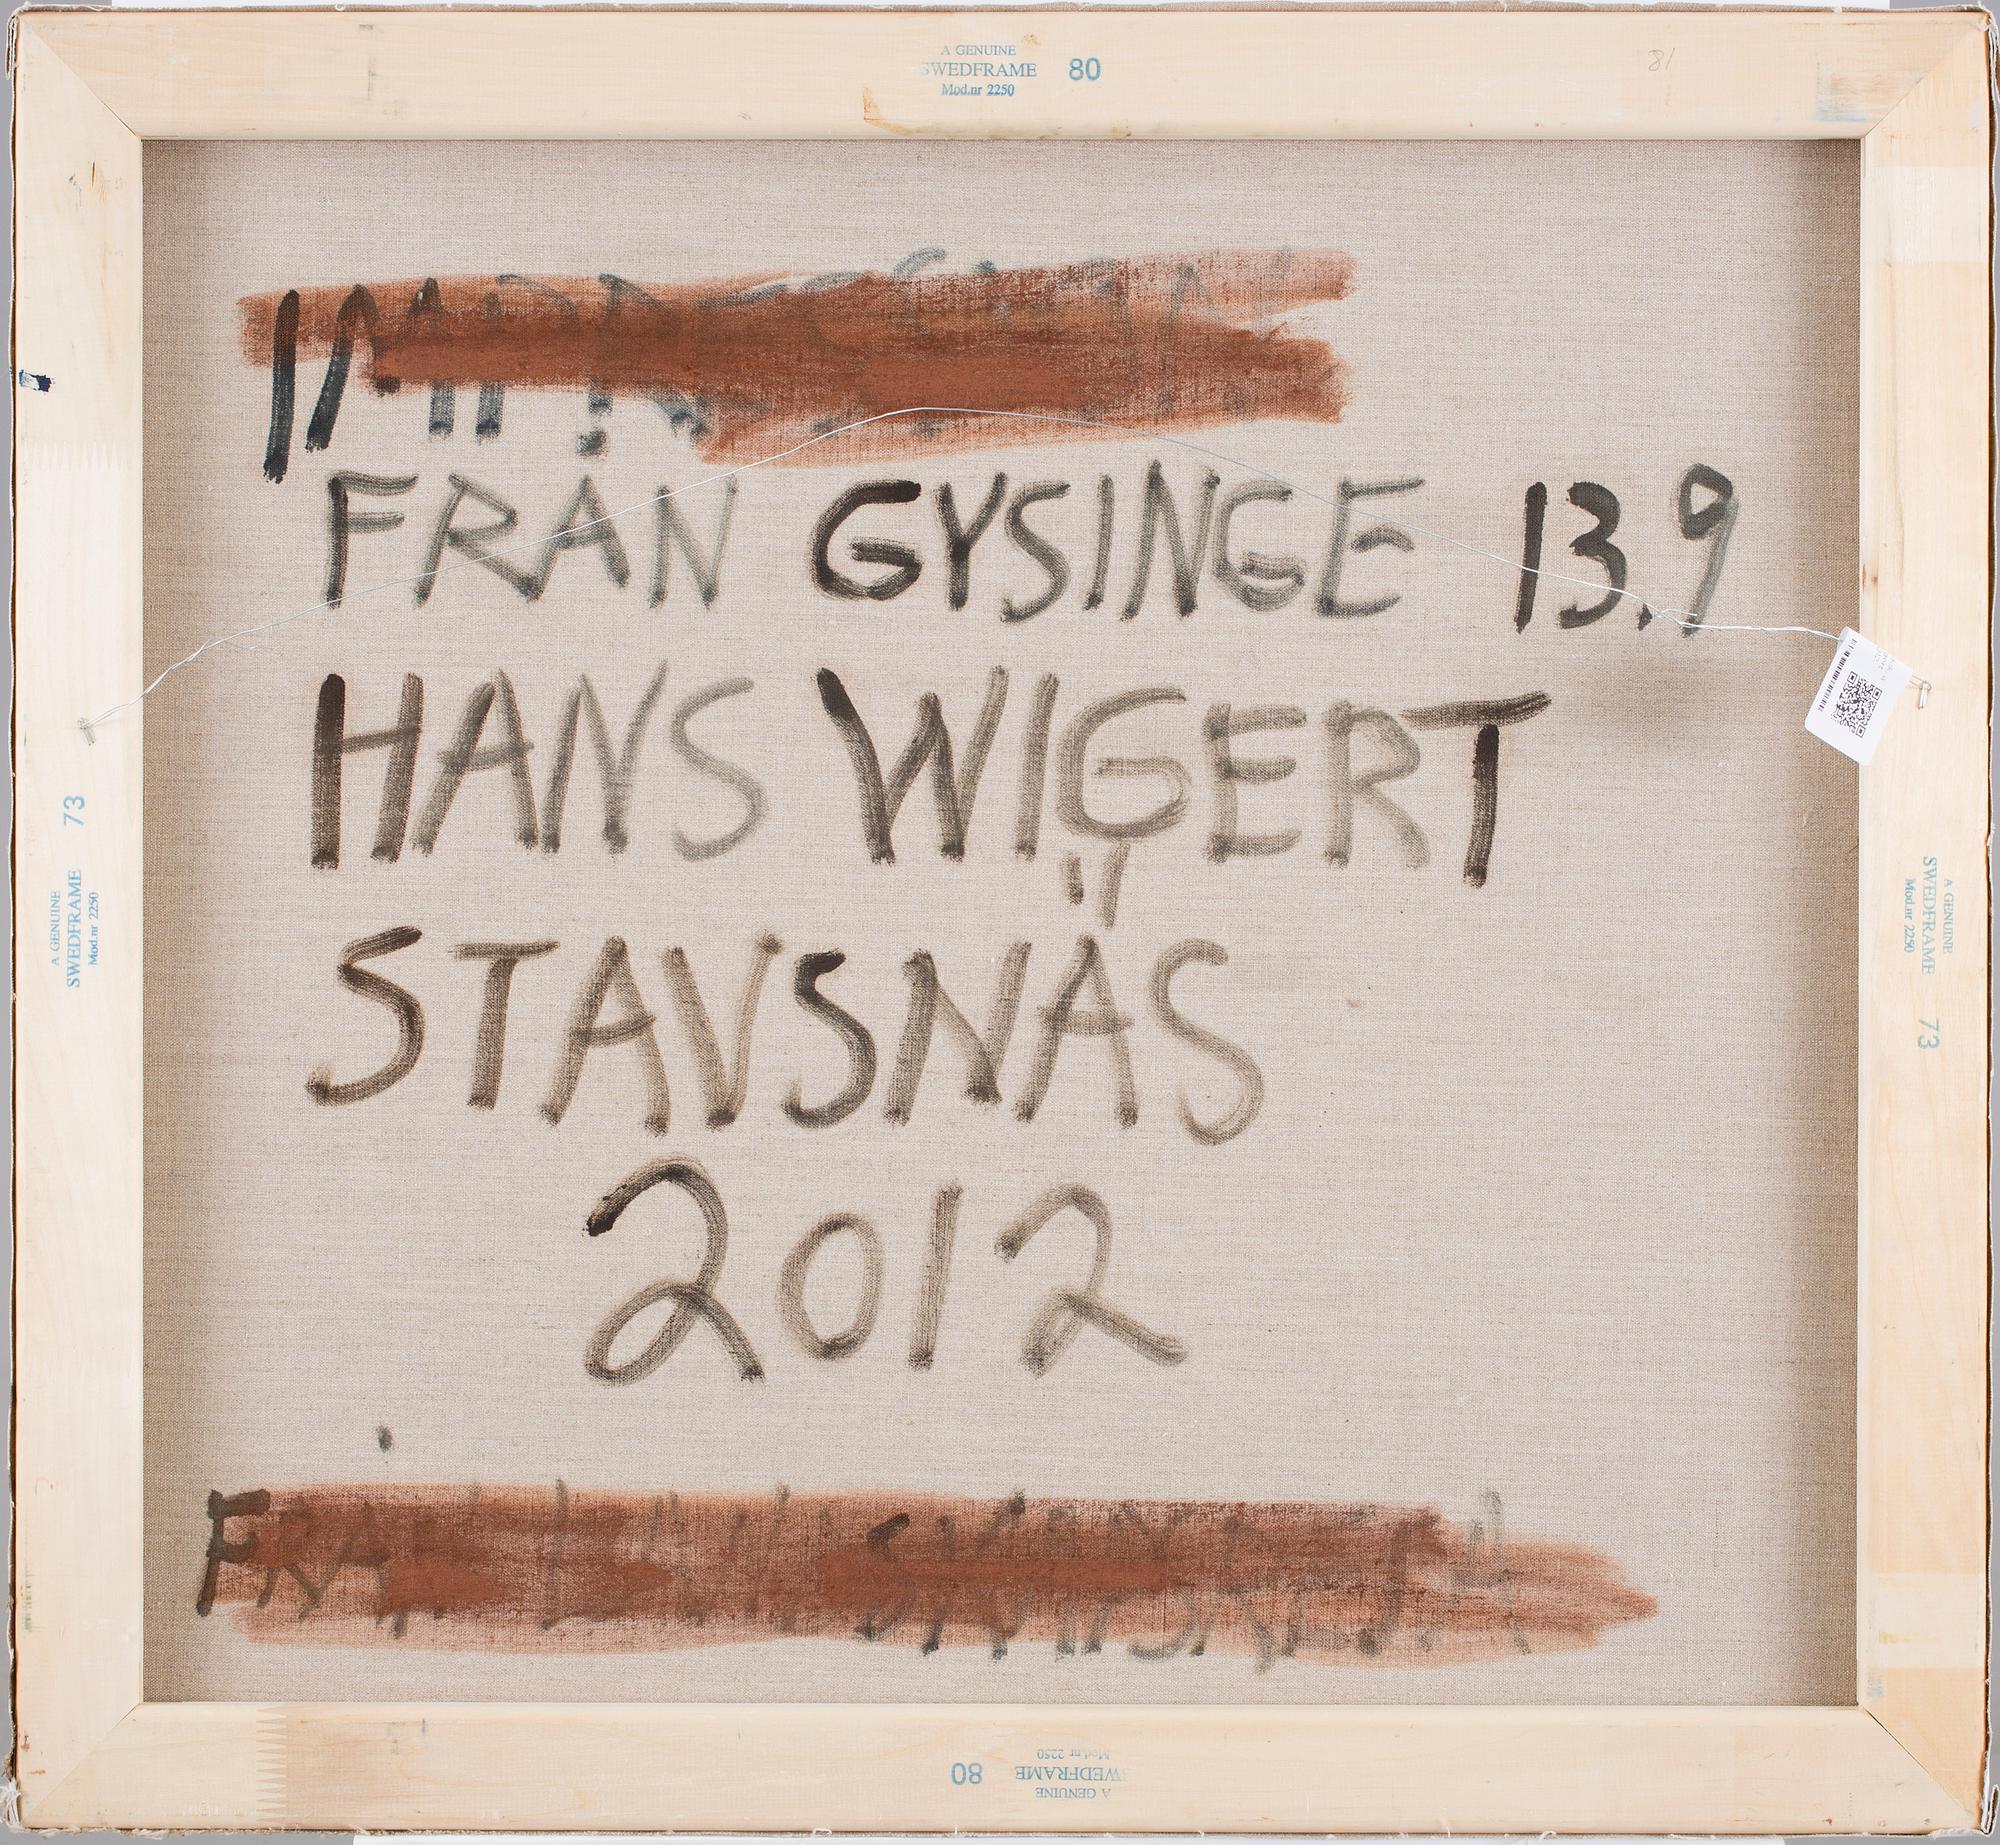 A GENUINE
SWEDFRAME 80
Mod.nr 2250
81
FRÅN GYSINGE 13.9
HANS WIGERT
STAVSNÄS
2012
FRÅN
A GENUINE
SWEDFRAME 73
Mod.nr 2250
A GENUINE
SWEDFRAME 73
Mod.nr 2250
A GENUINE
SWEDFRAME 80
Mod.nr 2250